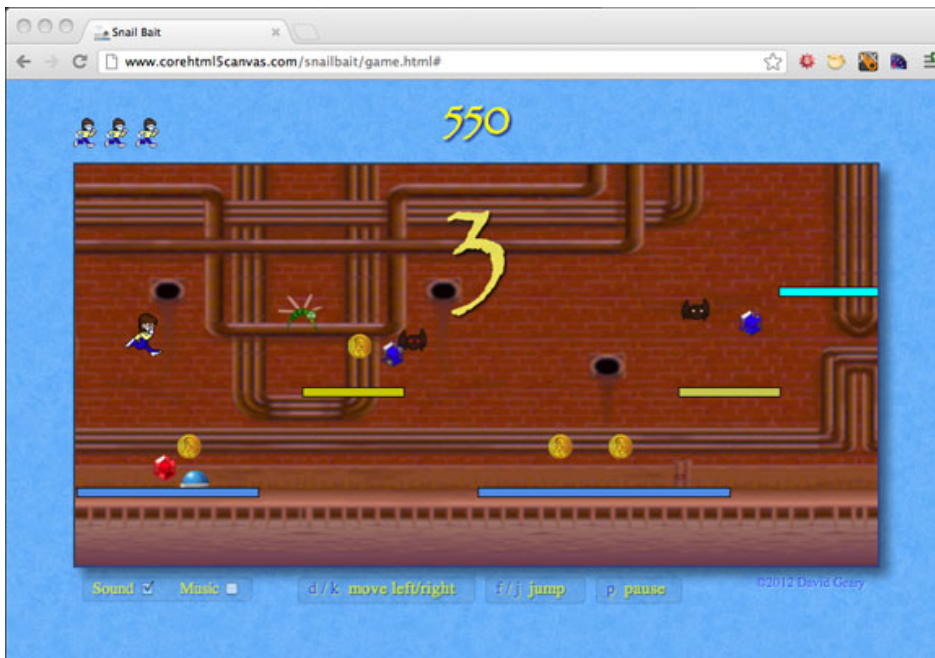 Snail Bait
www.corehtml5canvas.com/snailbait/game.html#
550
3
Sound Music d / k move left/right f / j jump p pause ©2012 David Geary